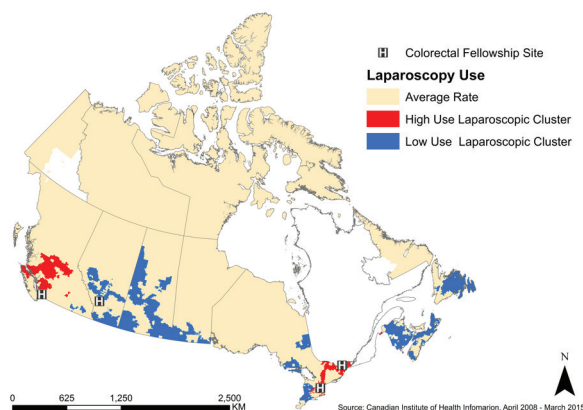 H Colorectal Fellowship Site
Laparoscopy Use
Average Rate
High Use Laparoscopic Cluster
Low Use Laparoscopic Cluster
H
H
H
H
N
0 625 1,250 2,500
KM
Source: Canadian Institute of Health Infomarion, April 2008 - March 2015